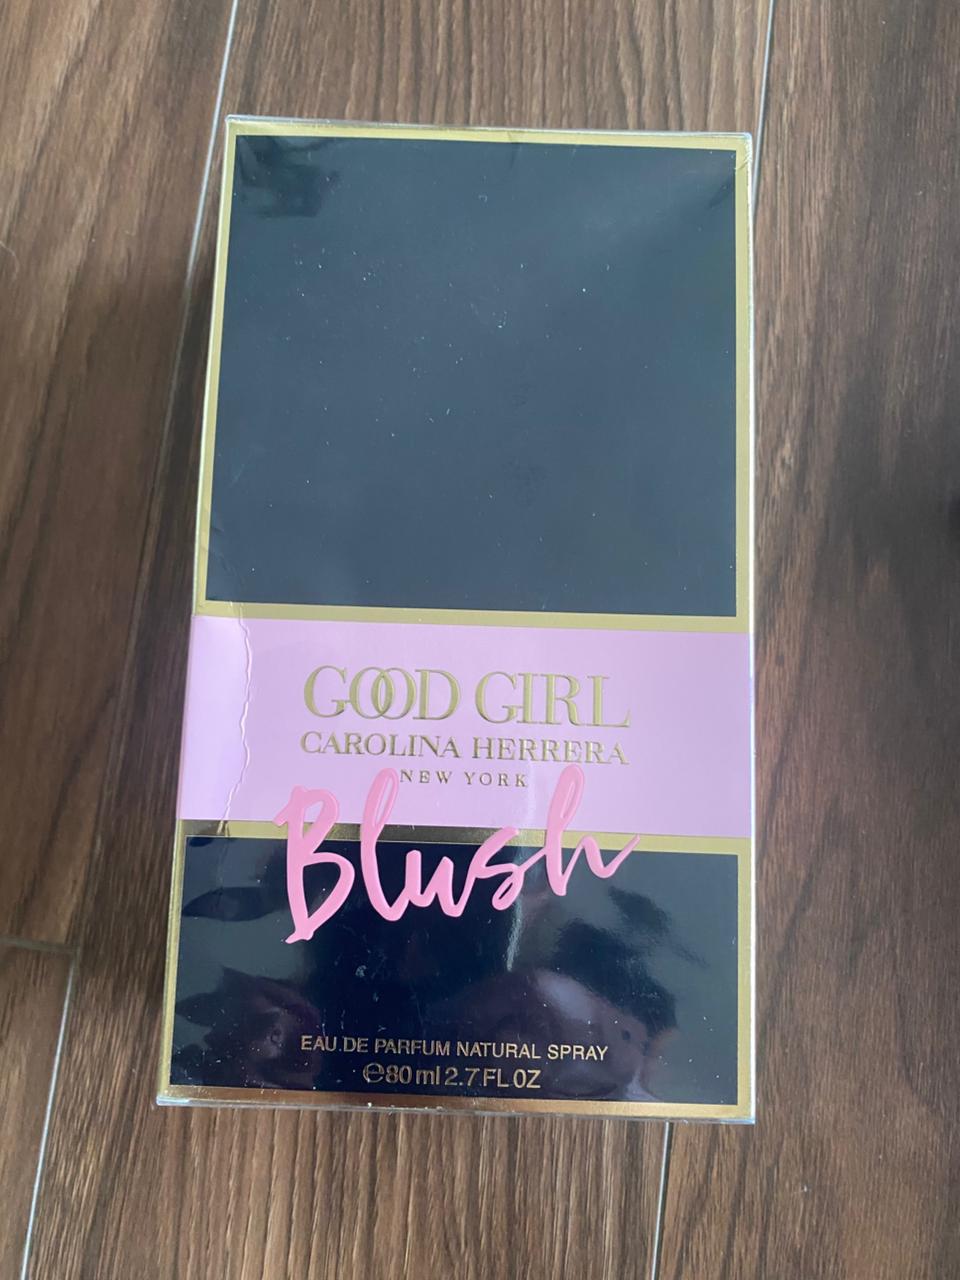 GOOD GIRL
CAROLINA HERRERA
NEW YORK
Blush
EAU DE PARFUM NATURAL SPRAY
℮80 ml 2.7 FL OZ